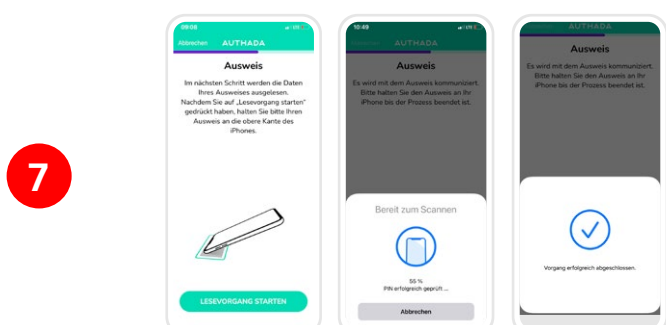 7
09:09
Abbrechen AUTHADA
Ausweis
Im nächsten Schritt werden die Daten
Ihres Ausweises ausgelesen.
Nachdem Sie auf „Lesevorgang starten“
gedrückt haben, halten Sie bitte Ihren
Ausweis an die obere Kante des
iPhones.
LESEVORGANG STARTEN
10:49
Abbrechen AUTHADA
Ausweis
Es wird mit dem Ausweis kommuniziert.
Bitte halten Sie den Ausweis an Ihr
iPhone bis der Prozess beendet ist.
Bereit zum Scannen
55 %
PIN erfolgreich geprüft ...
Abbrechen
Ausweis
Es wird mit dem Ausweis kommuniziert.
Bitte halten Sie den Ausweis an Ihr
iPhone bis der Prozess beendet ist.
Vorgang erfolgreich abgeschlossen.